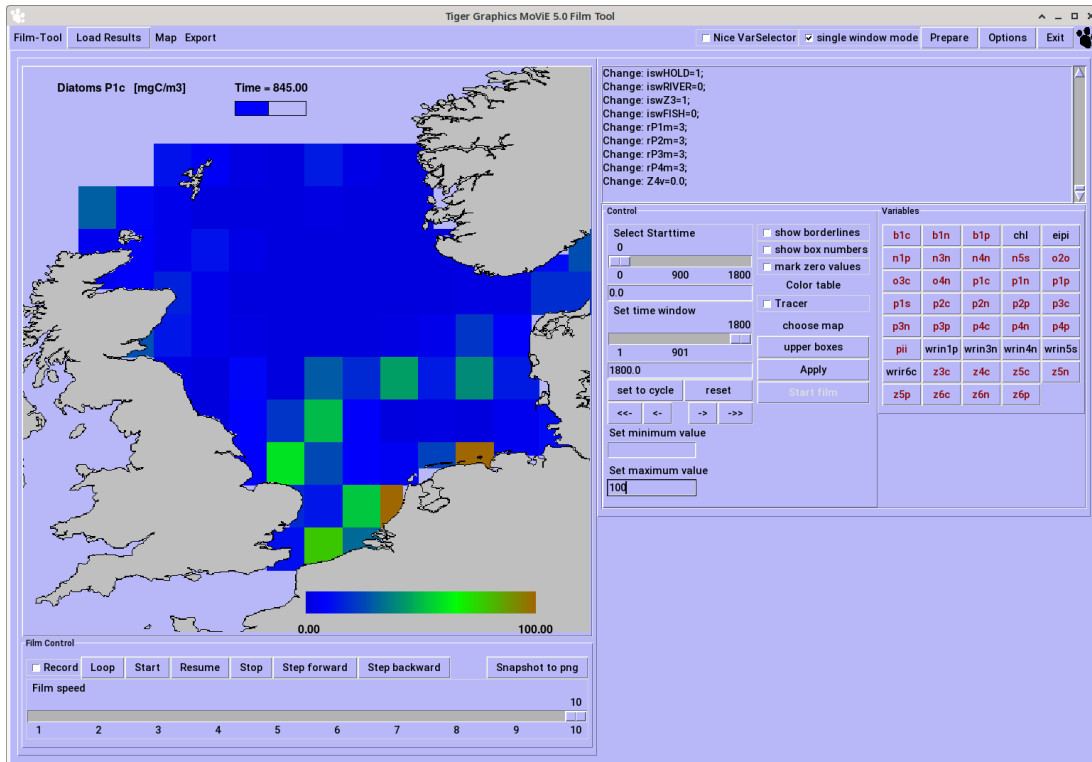 Tiger Graphics MoViE 5.0 Film Tool
Film-Tool Load Results Map Export Nice VarSelector single window mode Prepare Options Exit
Diatoms P1c [mgC/m3] Time = 845.00
0.00 100.00
Change: iswHOLD=1;
Change: iswRIVER=0;
Change: iswZ3=1;
Change: iswFISH=0;
Change: rP1m=3;
Change: rP2m=3;
Change: rP3m=3;
Change: rP4m=3;
Change: Z4v=0.0;
Control
Select Starttime
0
0 900 1800
0.0
Set time window
1800
1 901
1800.0
set to cycle reset
<<- <- -> ->>
Set minimum value
Set maximum value
100
show borderlines
show box numbers
mark zero values
Color table
Tracer
choose map
upper boxes
Apply
Start film
Variables
b1c b1n b1p chl eipi
n1p n3n n4n n5s o2o
o3c o4n p1c p1n p1p
p1s p2c p2n p2p p3c
p3n p3p p4c p4n p4p
pii wrin1p wrin3n wrin4n wrin5s
wrir6c z3c z4c z5c z5n
z5p z6c z6n z6p
Film Control
Record Loop Start Resume Stop Step forward Step backward Snapshot to png
Film speed
10
1 2 3 4 5 6 7 8 9 10